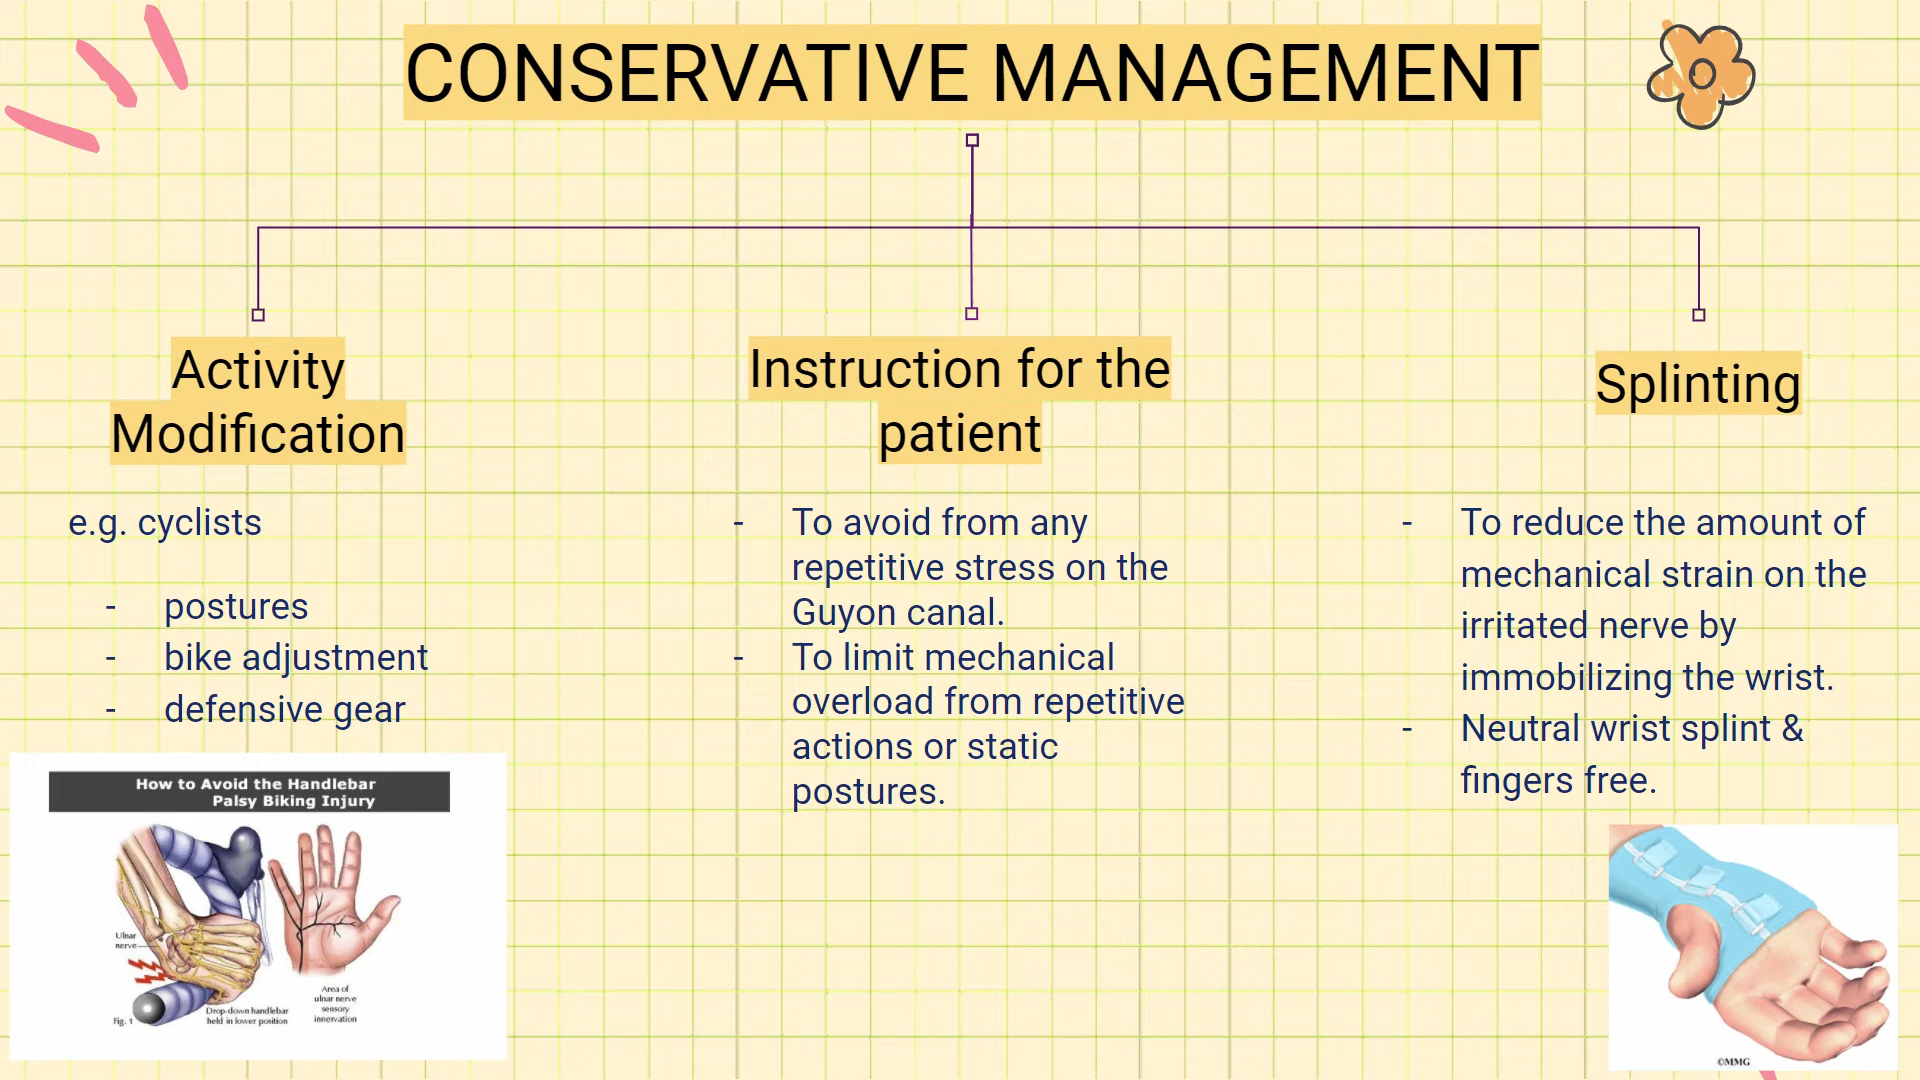 CONSERVATIVE MANAGEMENT
Activity
Modification
e.g. cyclists
- postures
- bike adjustment
- defensive gear
How to Avoid the Handlebar
Palsy Biking Injury
Ulnar
nerve
Fig. 1
Drop-down handlebar
held in lower position
Area of
ulnar nerve
sensory
innervation
Instruction for the
patient
- To avoid from any
repetitive stress on the
Guyon canal.
- To limit mechanical
overload from repetitive
actions or static
postures.
Splinting
- To reduce the amount of
mechanical strain on the
irritated nerve by
immobilizing the wrist.
- Neutral wrist splint &
fingers free.
©MMG